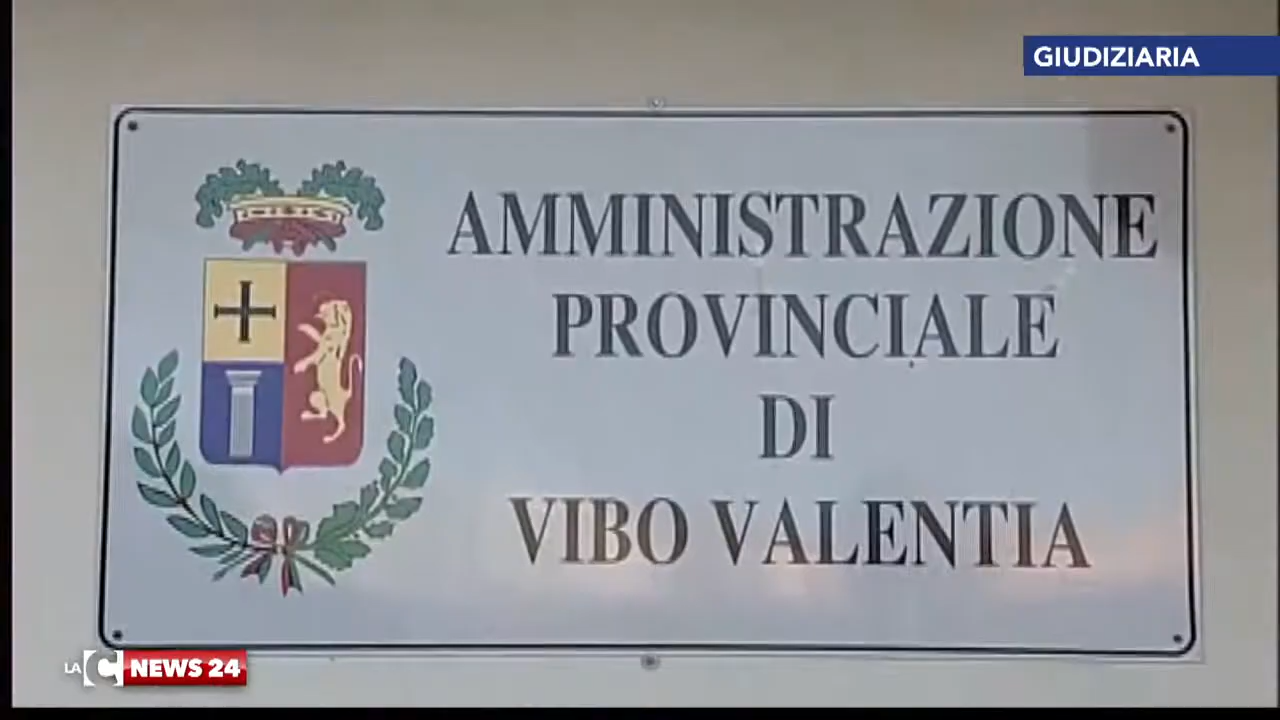 GIUDIZIARIA
AMMINISTRAZIONE
PROVINCIALE
DI
VIBO VALENTIA
LA C NEWS 24